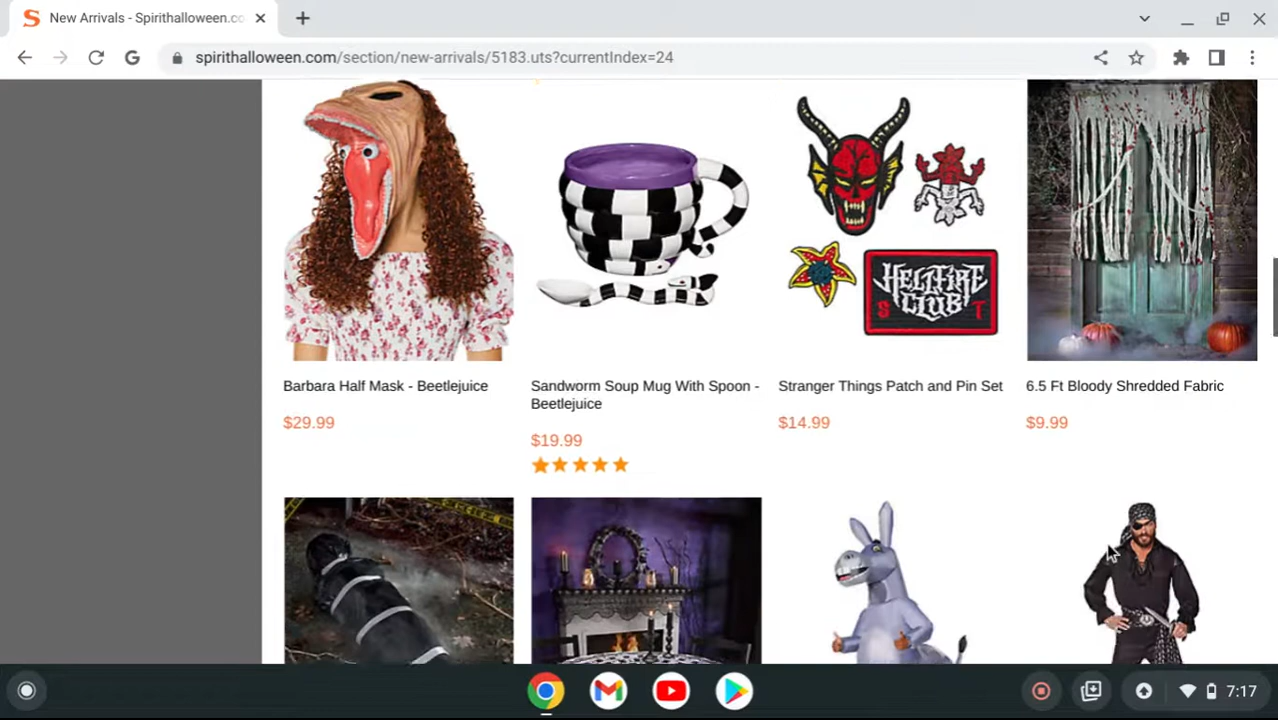 New Arrivals - Spirithalloween.co
spirithalloween.com/section/new-arrivals/5183.uts?currentIndex=24
HELLFIRE
CLUB
S T
Barbara Half Mask - Beetlejuice
$29.99
Sandworm Soup Mug With Spoon -
Beetlejuice
$19.99
Stranger Things Patch and Pin Set
$14.99
6.5 Ft Bloody Shredded Fabric
$9.99
7:17